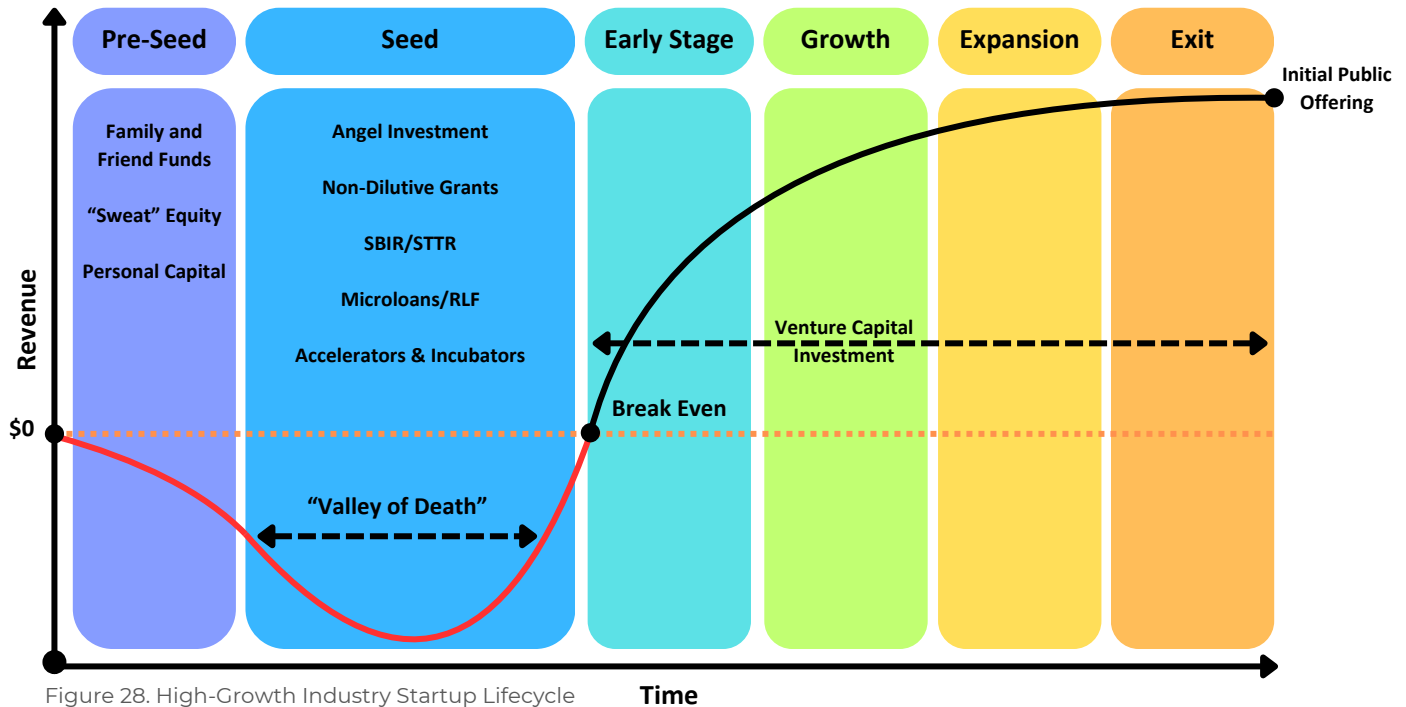 Pre-Seed
Seed
Early Stage
Growth
Expansion
Exit
Initial Public
Offering
Family and
Friend Funds
“Sweat” Equity
Personal Capital
Angel Investment
Non-Dilutive Grants
SBIR/STTR
Microloans/RLF
Accelerators & Incubators
Venture Capital
Investment
Revenue
Break Even
$0
“Valley of Death”
Figure 28. High-Growth Industry Startup Lifecycle
Time